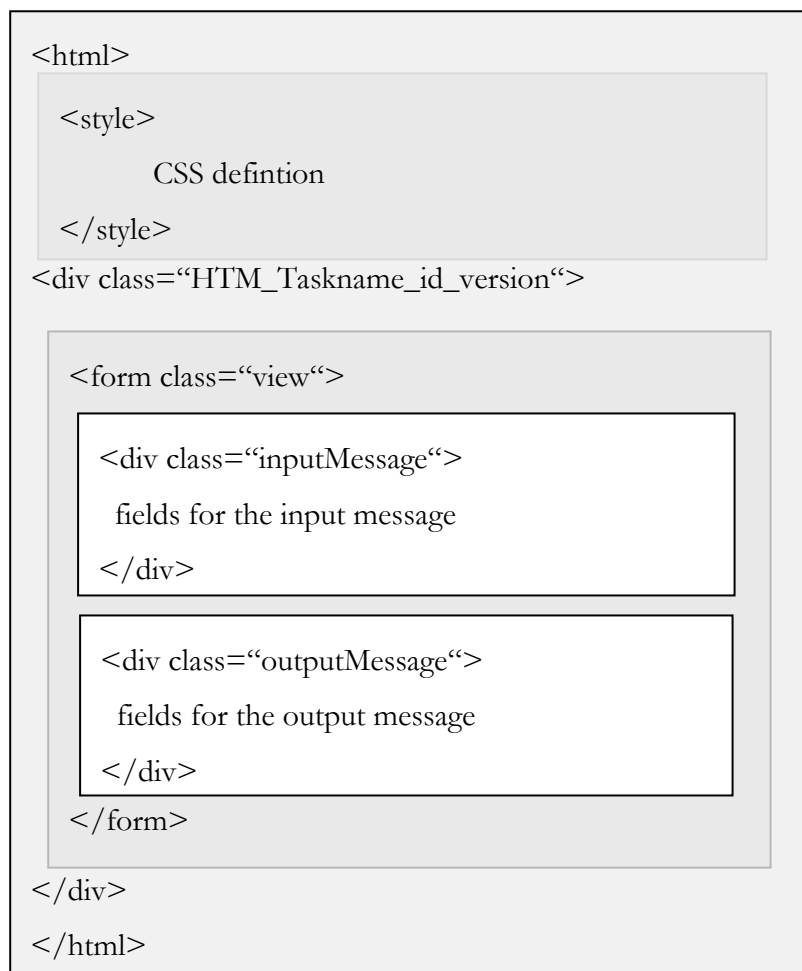 <html>
<style>
CSS defintion
</style>
<div class=“HTM_Taskname_id_version“>
<form class=“view“>
<div class=“inputMessage“>
fields for the input message
</div>
<div class=“outputMessage“>
fields for the output message
</div>
</form>
</div>
</html>